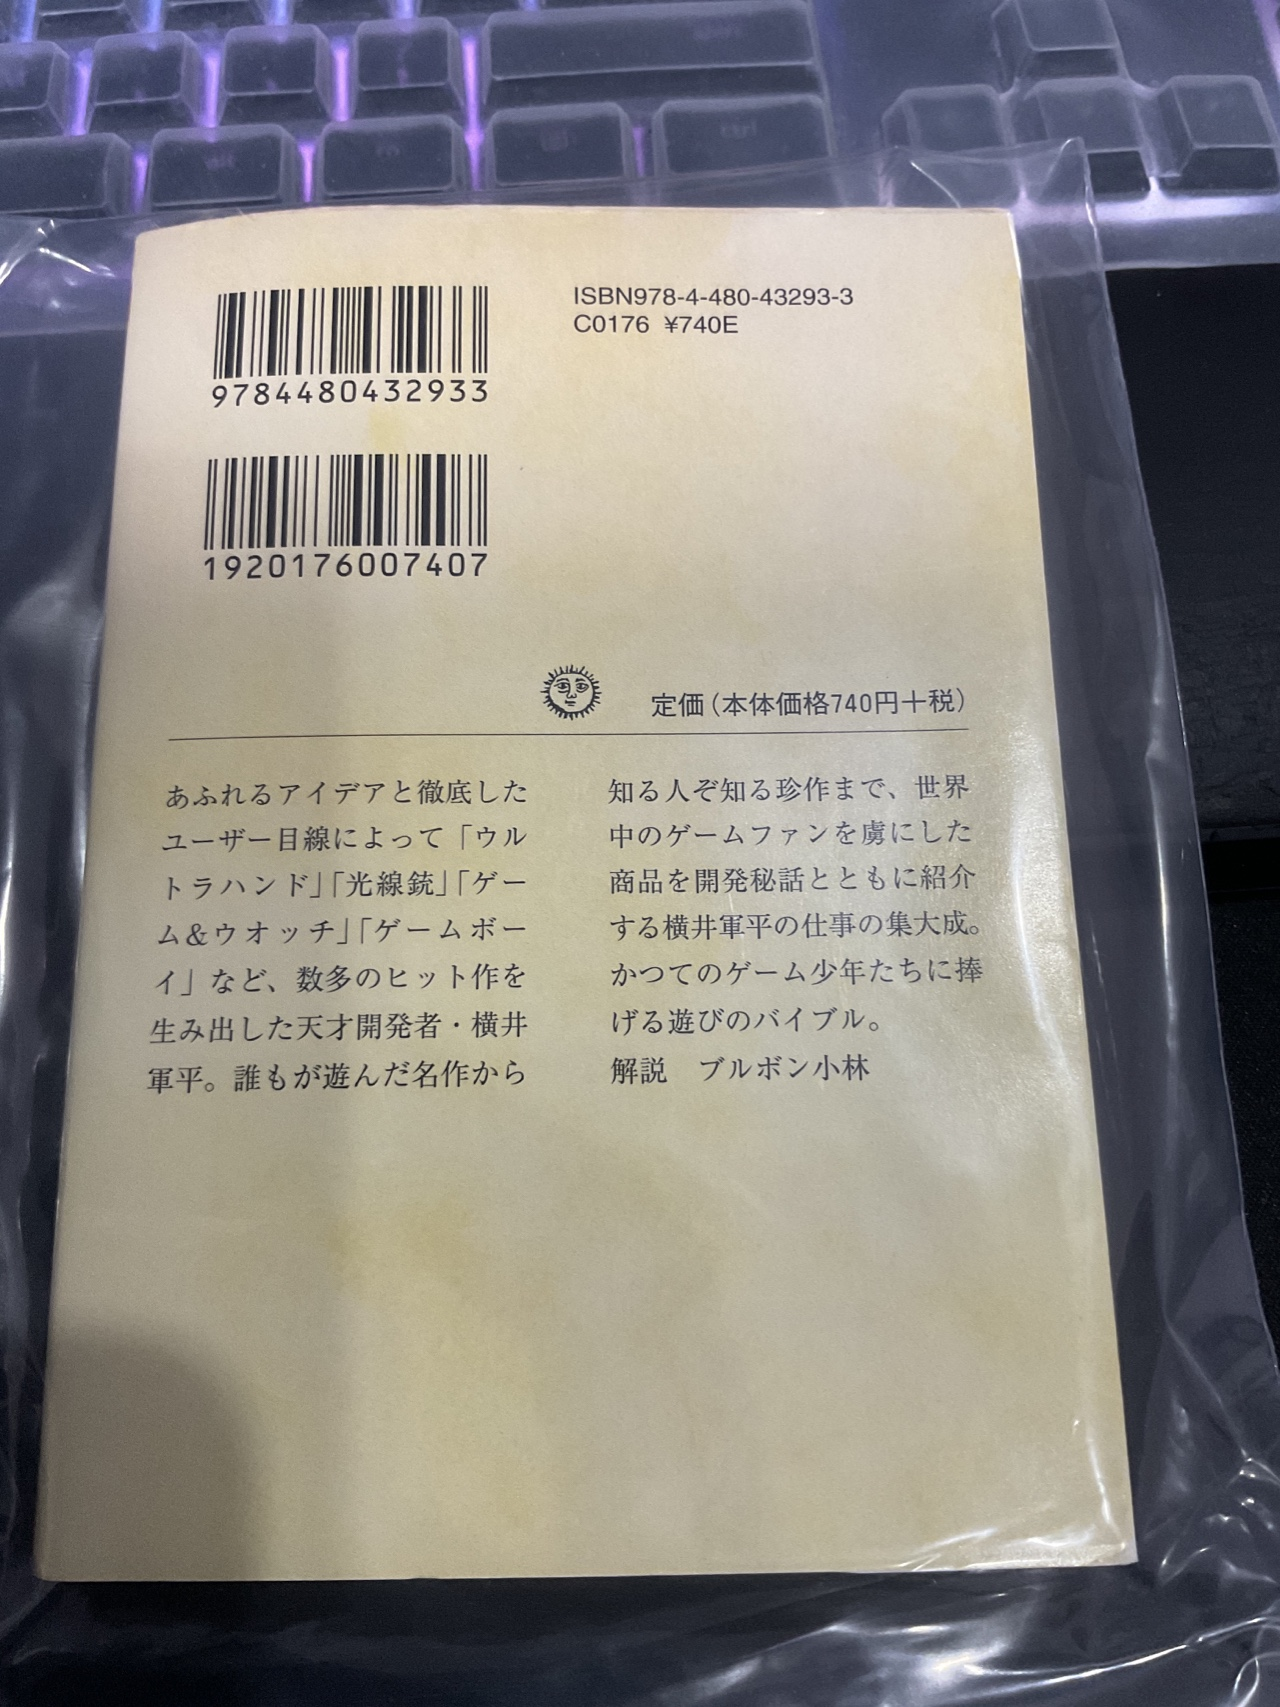 ISBN978-4-480-43293-3
C0176 ¥740E
9784480432933
1920176007407
定価(本体価格740円+税)
あふれるアイデアと徹底した
ユーザー目線によって「ウル
トラハンド」「光線銃」「ゲー
ム&ウオッチ」「ゲームボー
イ」など、数多のヒット作を
生み出した天才開発者・横井
軍平。誰もが遊んだ名作から
知る人ぞ知る珍作まで、世界
中のゲームファンを虜にした
商品を開発秘話とともに紹介
する横井軍平の仕事の集大成。
かつてのゲーム少年たちに捧
げる遊びのバイブル。
解説　ブルボン小林